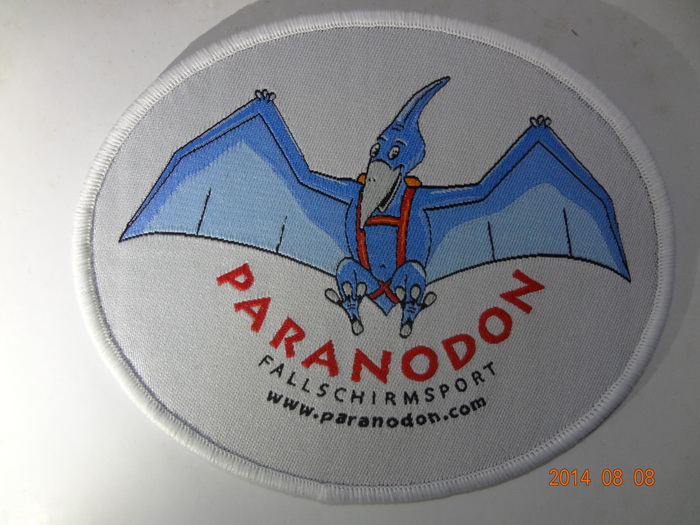 PARANODON
FALLSCHIRMSPORT
www.paranodon.com
2014 08 08